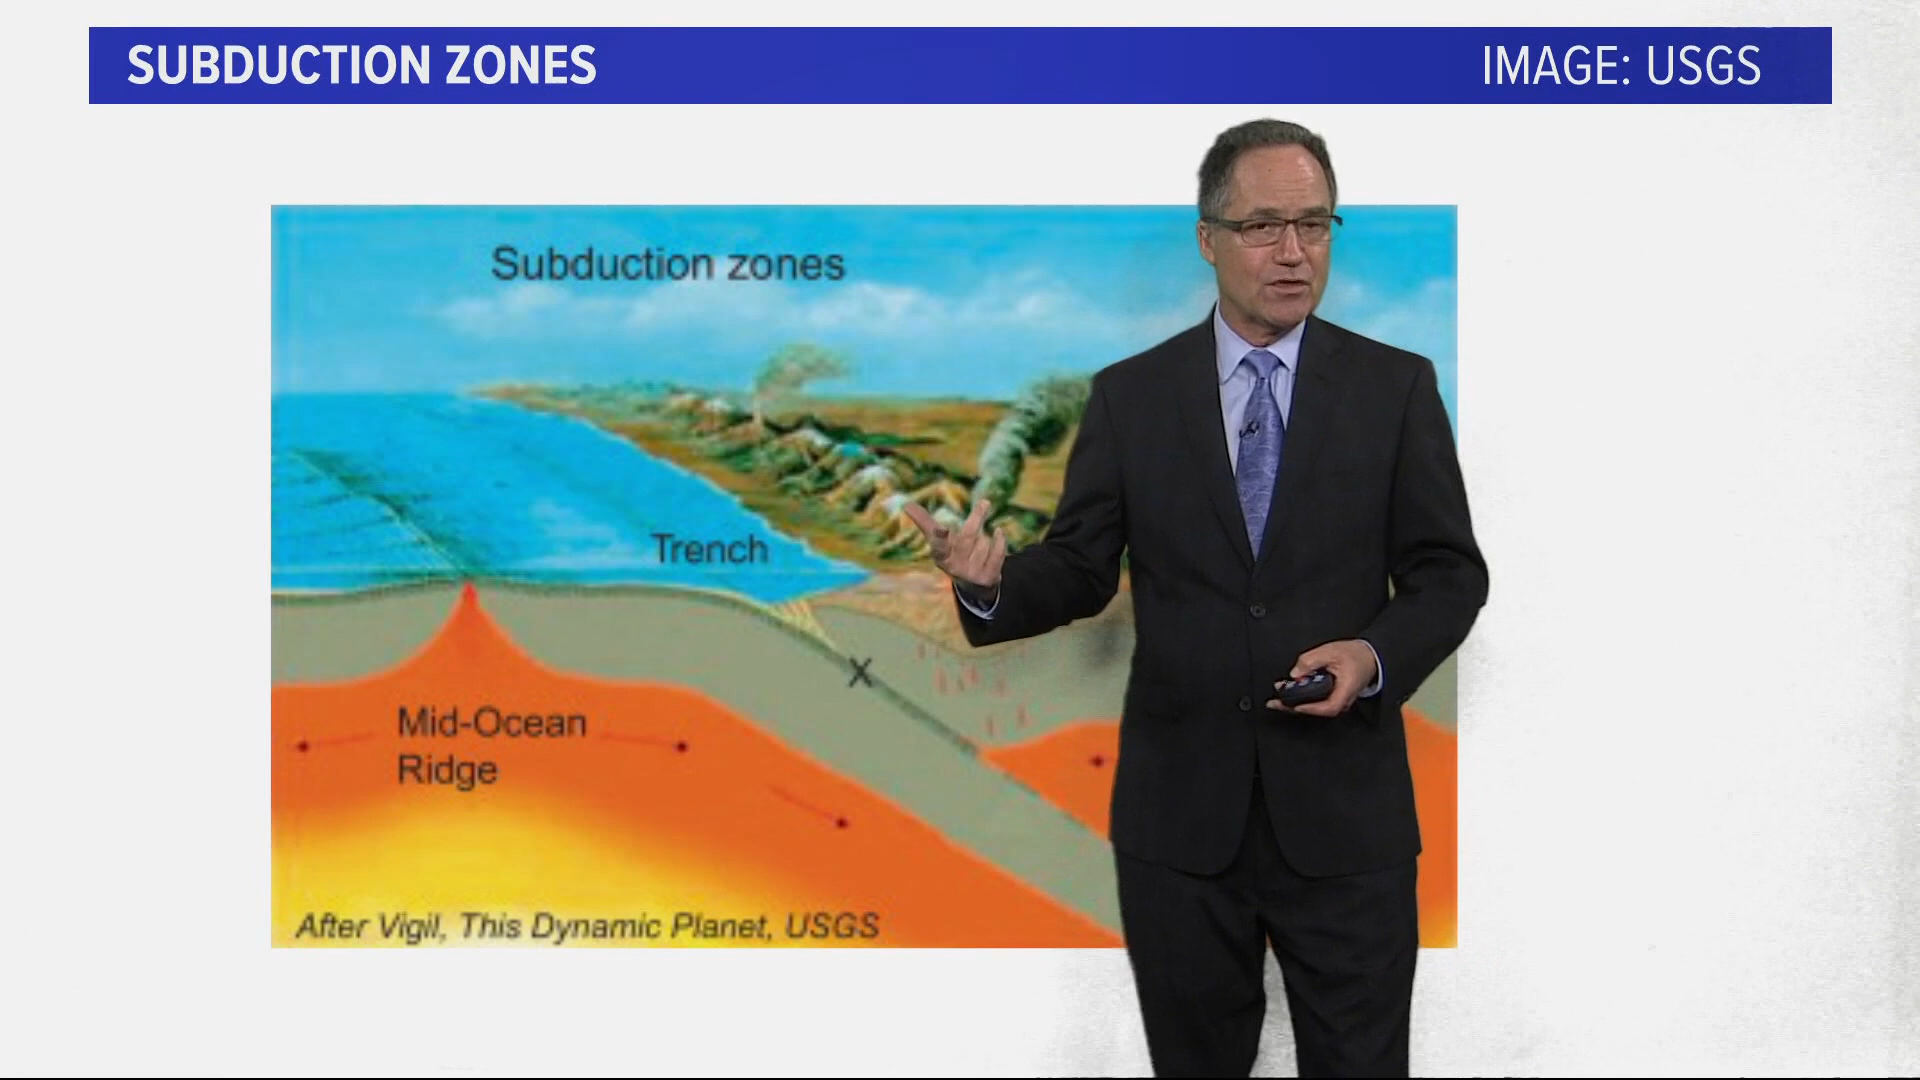 SUBDUCTION ZONES
IMAGE: USGS
Subduction zones
Trench
X
Mid-Ocean
Ridge
After Vigil, This Dynamic Planet, USGS